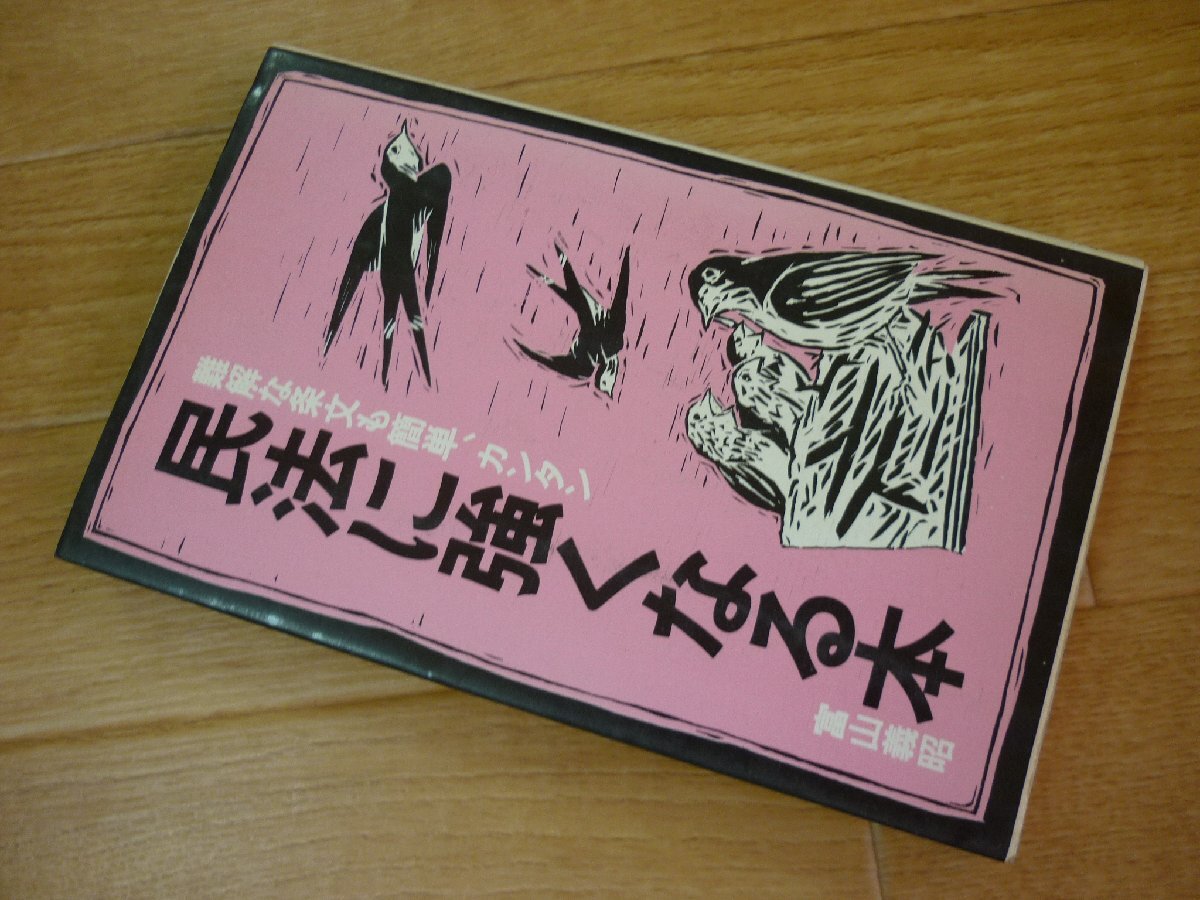 難解な条文も簡単、カンタン
民法に強くなる本
富山義昭